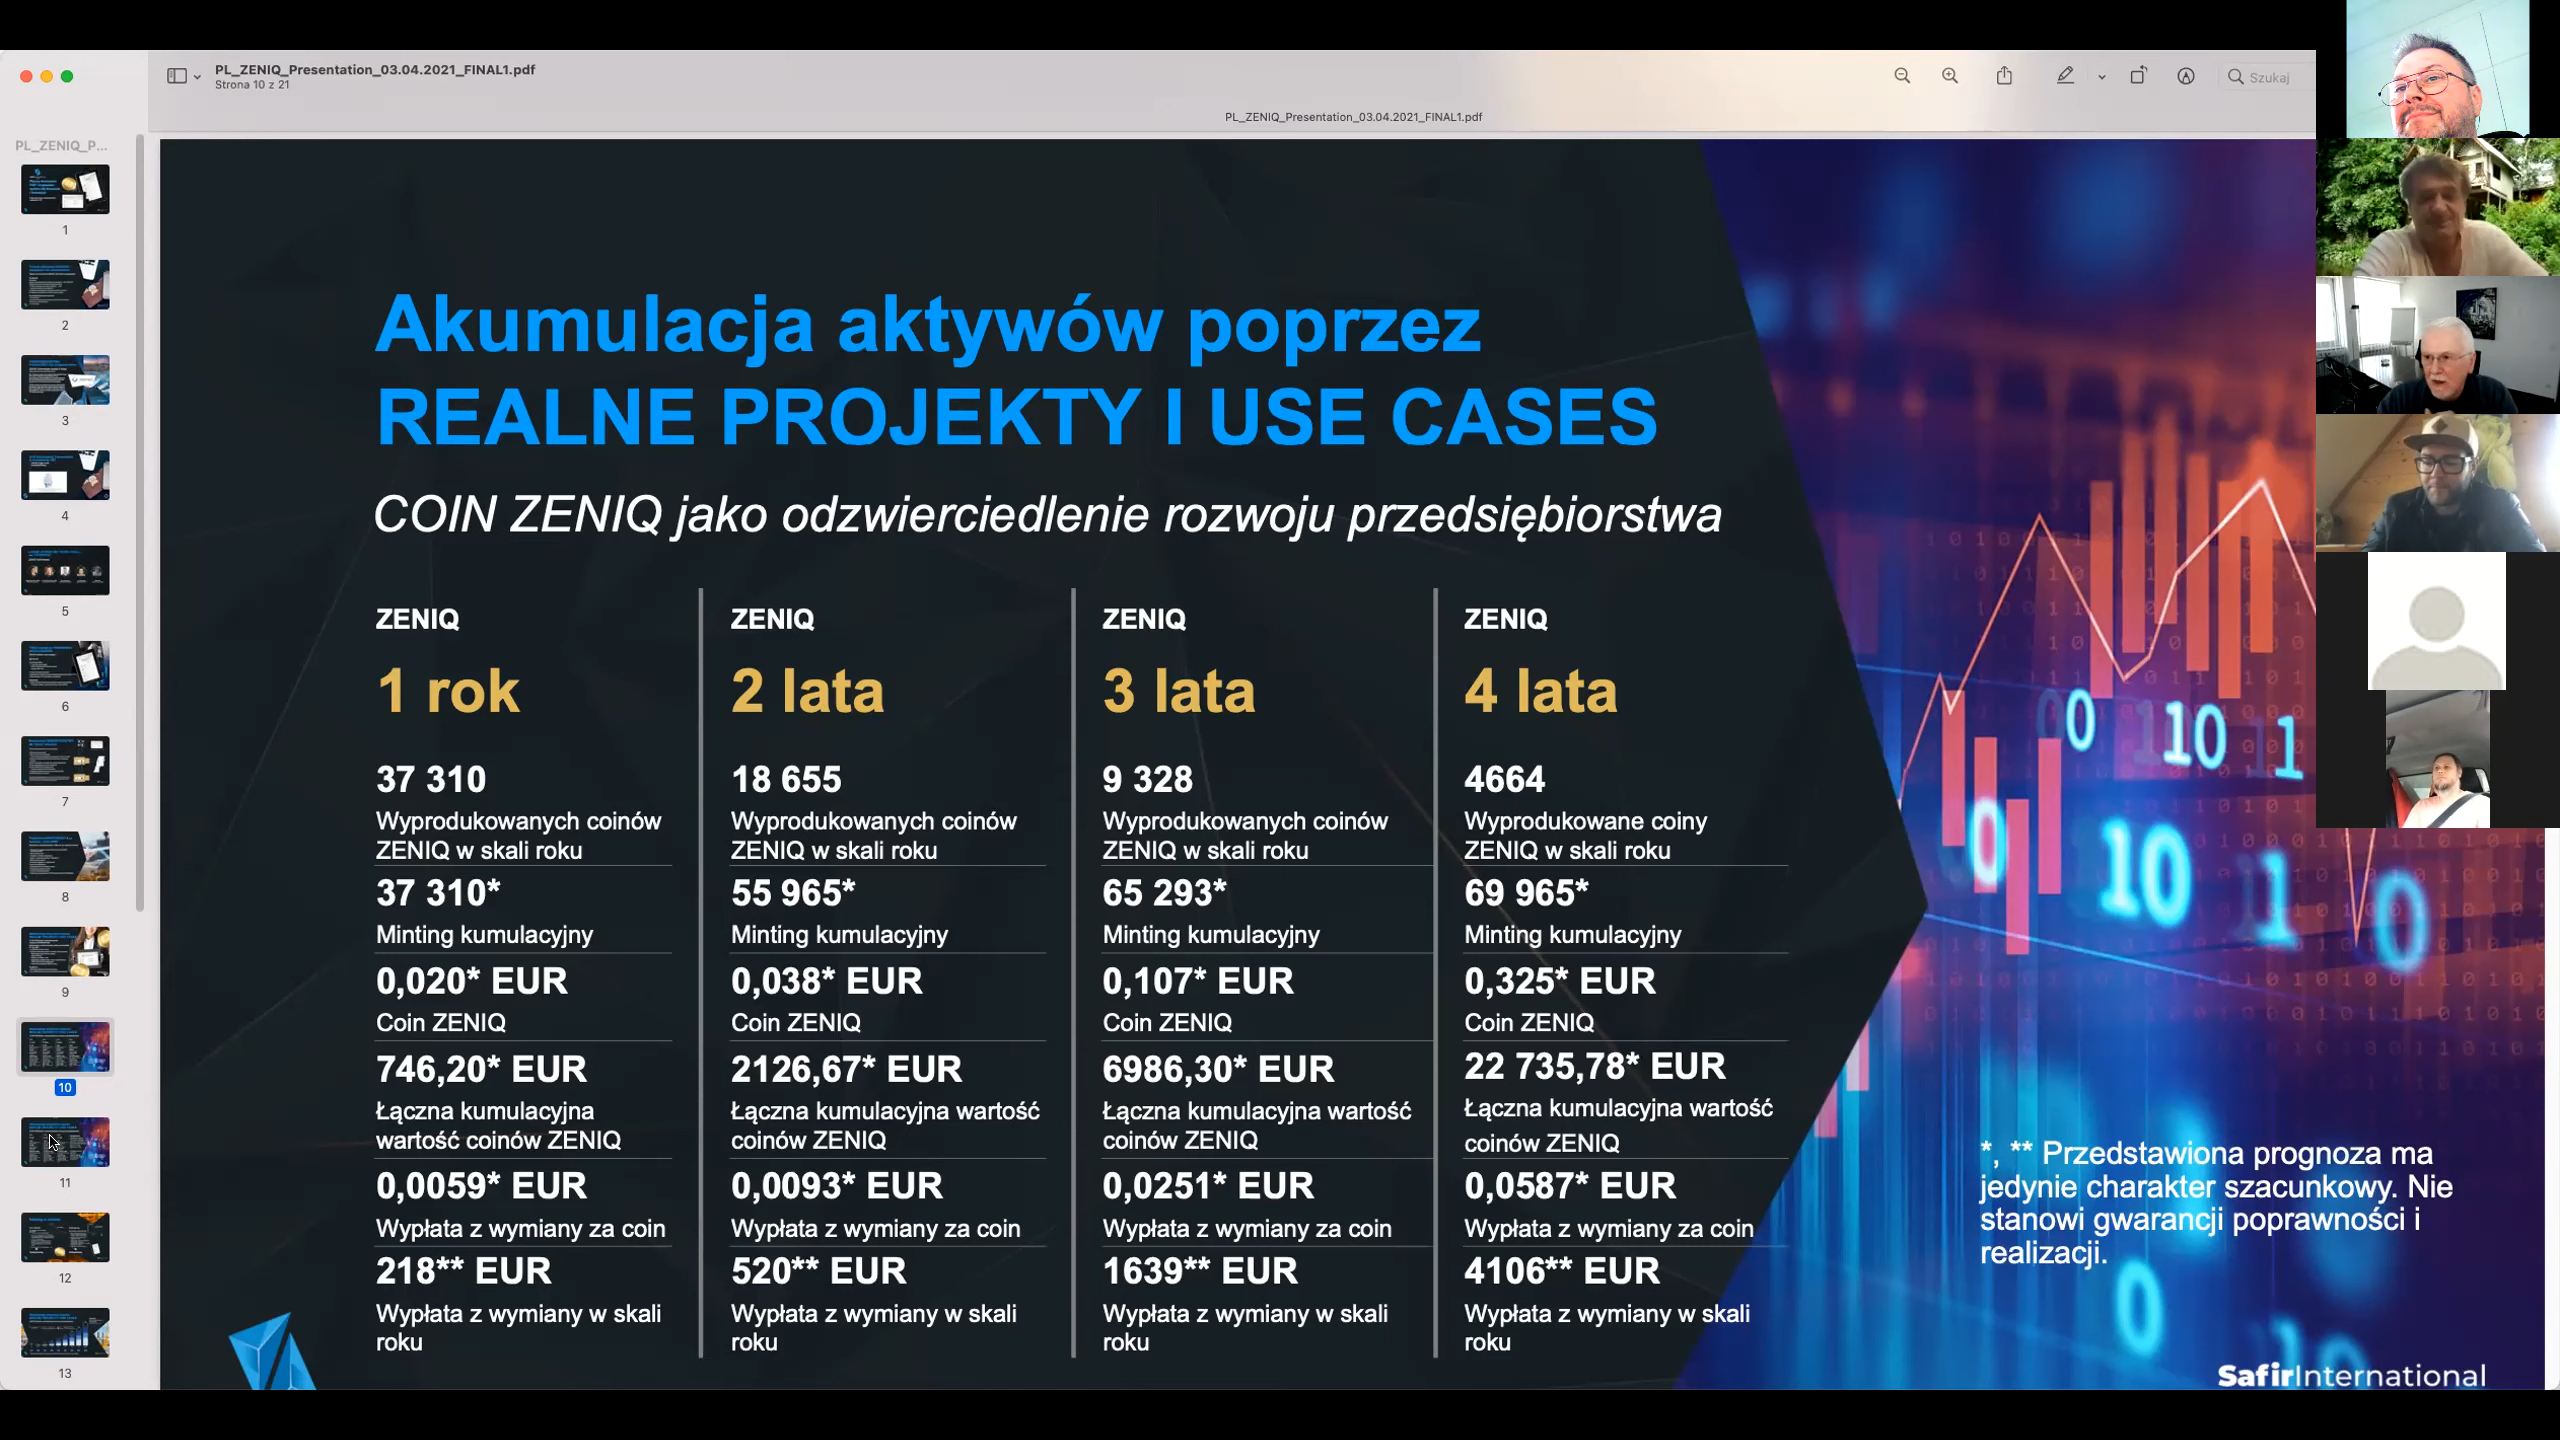 PL_ZENIQ_Presentation_03.04.2021_FINAL1.pdf
Strona 10 z 21
Szukaj
PL_ZENIQ_Presentation_03.04.2021_FINAL1.pdf
PL_ZENIQ_P...
1
2
3
4
5
6
7
8
9
10
11
12
13
Akumulacja aktywów poprzez
REALNE PROJEKTY I USE CASES
COIN ZENIQ jako odzwierciedlenie rozwoju przedsiębiorstwa
ZENIQ
1 rok
37 310
Wyprodukowanych coinów
ZENIQ w skali roku
37 310*
Minting kumulacyjny
0,020* EUR
Coin ZENIQ
746,20* EUR
Łączna kumulacyjna
wartość coinów ZENIQ
0,0059* EUR
Wypłata z wymiany za coin
218** EUR
Wypłata z wymiany w skali
roku
ZENIQ
2 lata
18 655
Wyprodukowanych coinów
ZENIQ w skali roku
55 965*
Minting kumulacyjny
0,038* EUR
Coin ZENIQ
2126,67* EUR
Łączna kumulacyjna wartość
coinów ZENIQ
0,0093* EUR
Wypłata z wymiany za coin
520** EUR
Wypłata z wymiany w skali
roku
ZENIQ
3 lata
9 328
Wyprodukowanych coinów
ZENIQ w skali roku
65 293*
Minting kumulacyjny
0,107* EUR
Coin ZENIQ
6986,30* EUR
Łączna kumulacyjna wartość
coinów ZENIQ
0,0251* EUR
Wypłata z wymiany za coin
1639** EUR
Wypłata z wymiany w skali
roku
ZENIQ
4 lata
4664
Wyprodukowane coiny
ZENIQ w skali roku
69 965*
Minting kumulacyjny
0,325* EUR
Coin ZENIQ
22 735,78* EUR
Łączna kumulacyjna wartość
coinów ZENIQ
0,0587* EUR
Wypłata z wymiany za coin
4106** EUR
Wypłata z wymiany w skali
roku
*, ** Przedstawiona prognoza ma
jedynie charakter szacunkowy. Nie
stanowi gwarancji poprawności i
realizacji.
SafirInternational